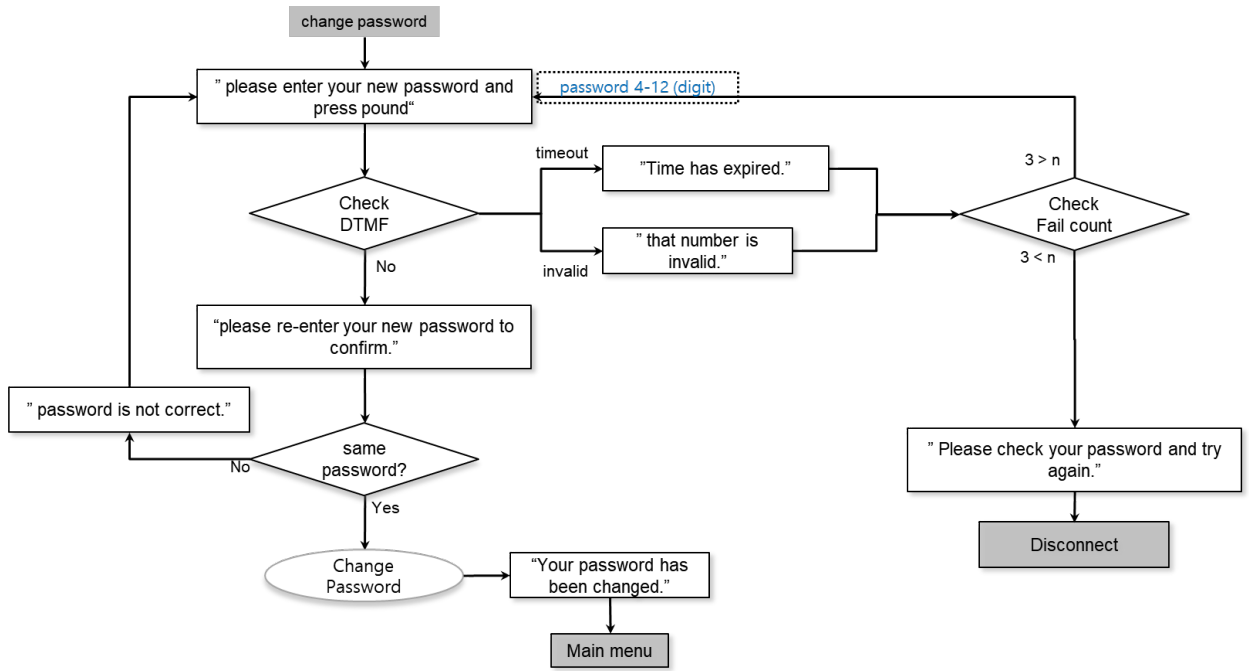 change password
” please enter your new password and
press pound“
password 4-12 (digit)
timeout
”Time has expired.”
3 > n
Check
DTMF
Check
Fail count
” that number is
invalid.”
invalid
No
3 < n
“please re-enter your new password to
confirm.”
” password is not correct.”
same
password?
No
Yes
” Please check your password and try
again.”
Disconnect
Change
Password
“Your password has
been changed.”
Main menu